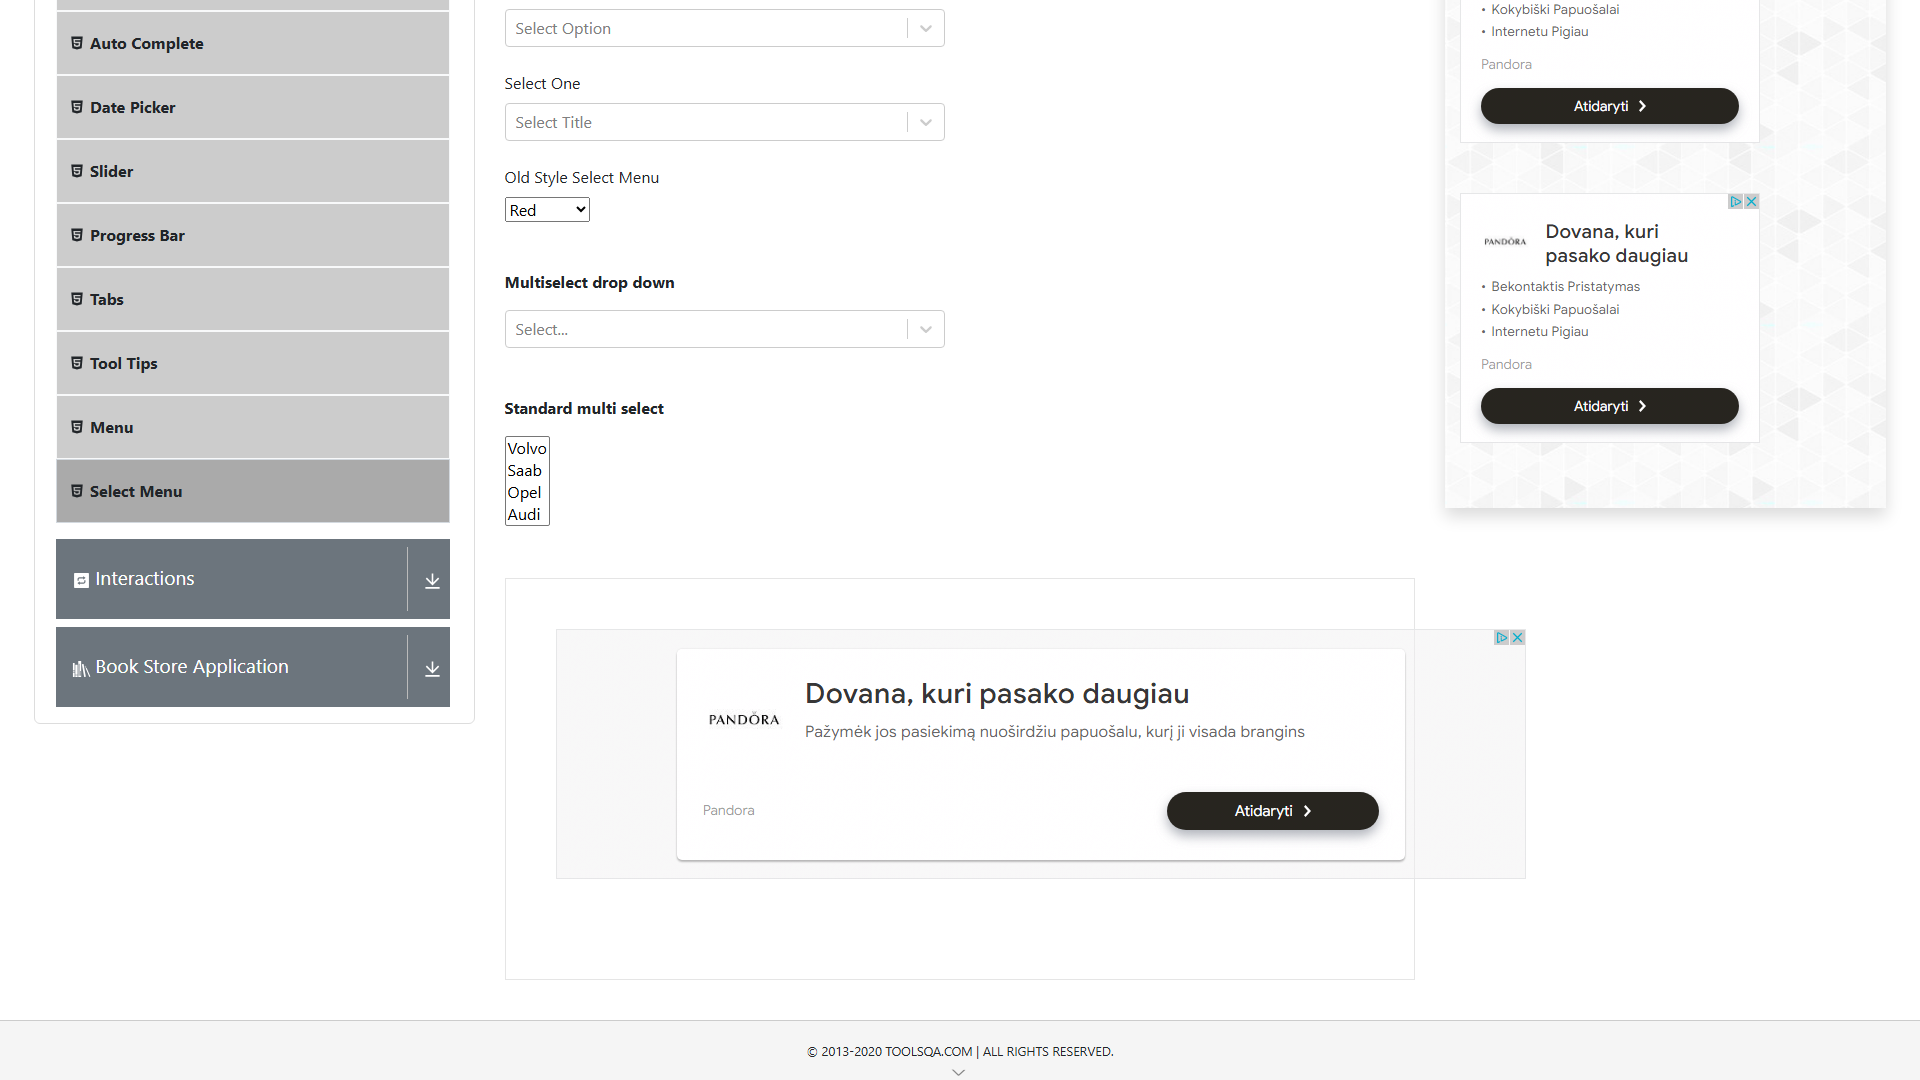 Auto Complete
Date Picker
Slider
Progress Bar
Tabs
Tool Tips
Menu
Select Menu
Interactions
Book Store Application
Select Option
Select One
Select Title
Old Style Select Menu
Red
Multiselect drop down
Select...
Standard multi select
Volvo
Saab
Opel
Audi
PANDÖRA
Dovana, kuri pasako daugiau
Pažymėk jos pasiekimą nuoširdžiu papuošalu, kurį ji visada brangins
Pandora
Atidaryti
• Kokybiški Papuošalai
• Internetu Pigiau
Pandora
Atidaryti
PANDÖRA
Dovana, kuri
pasako daugiau
• Bekontaktis Pristatymas
• Kokybiški Papuošalai
• Internetu Pigiau
Pandora
Atidaryti
© 2013-2020 TOOLSQA.COM | ALL RIGHTS RESERVED.